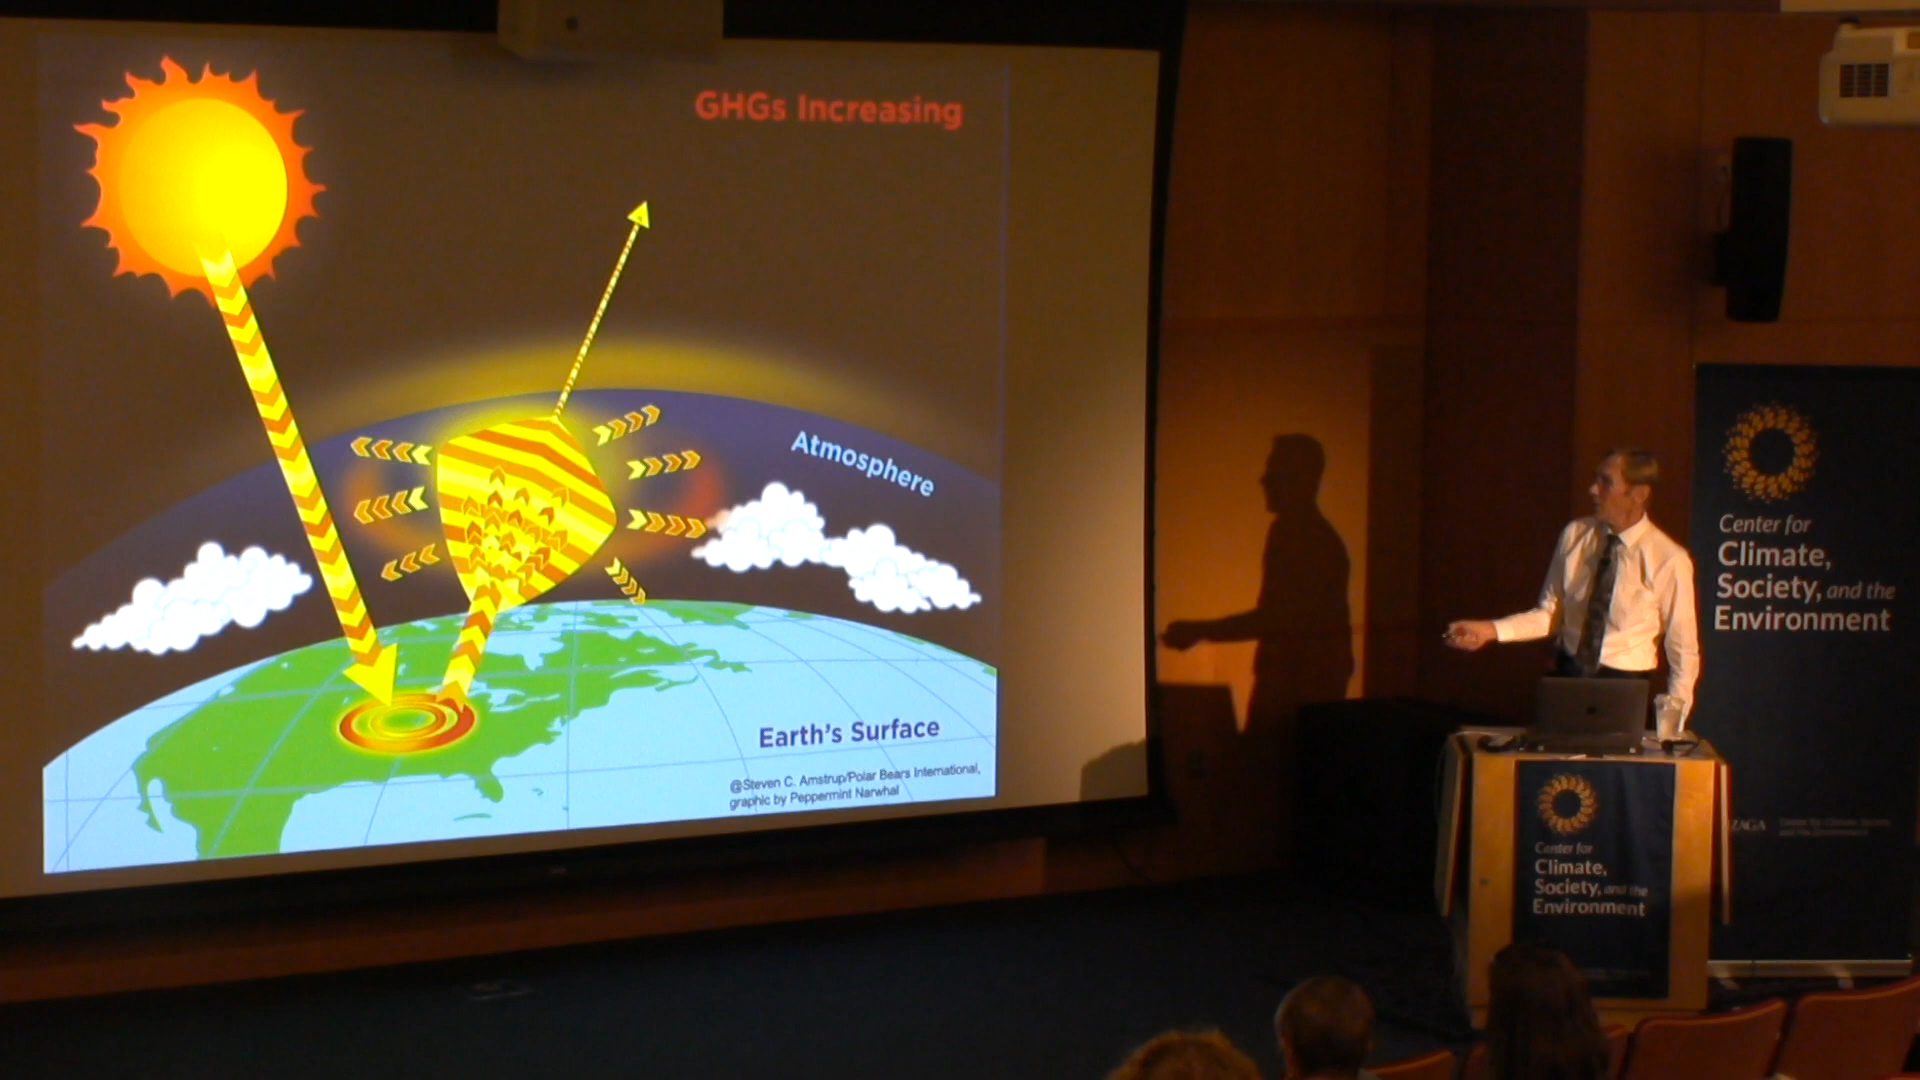 GHGs Increasing
Atmosphere
Earth's Surface
@Steven C. Amstrup/Polar Bears International,
graphic by Peppermint Narwhal
Center for
Climate,
Society, and the
Environment
Center for
Climate,
Society, and the
Environment